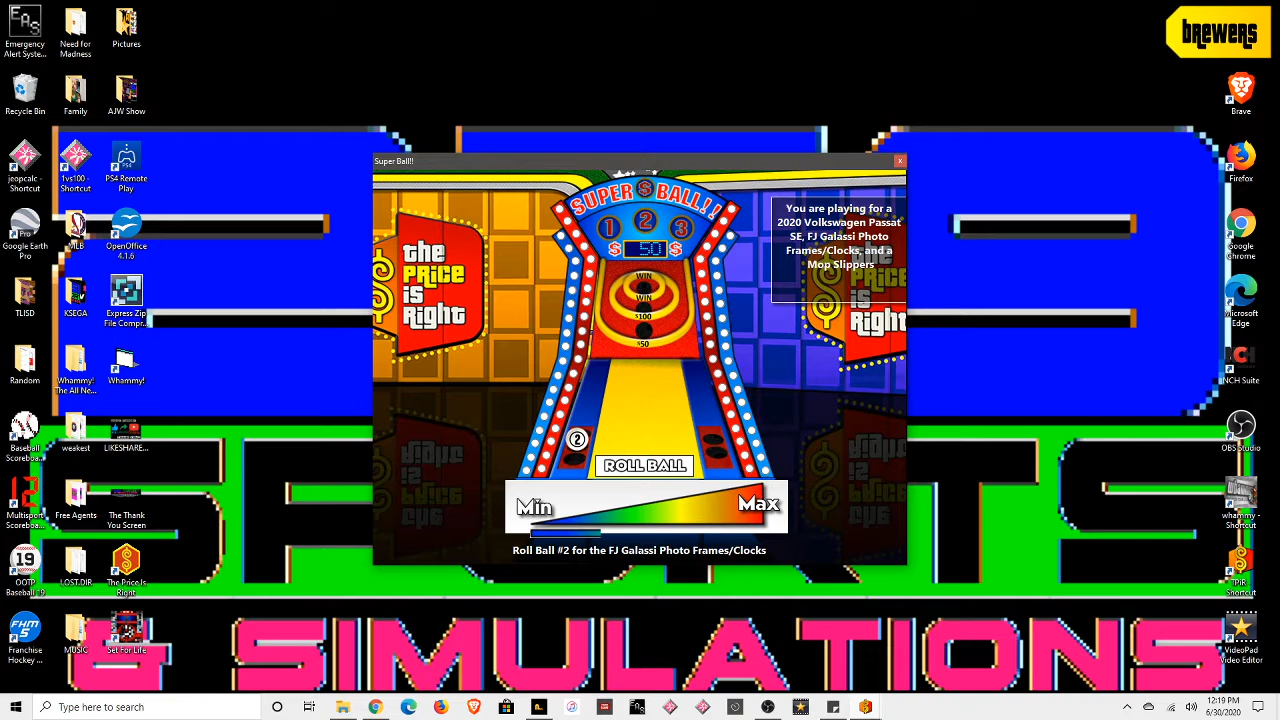 brewers
Emergency
Alert Syste...
Need for
Madness
Pictures
Recycle Bin
Family
AJW Show
Brave
jeopcalc -
Shortcut
1vs100 -
Shortcut
PS4
PS4 Remote
Play
Firefox
Pro
Google Earth
Pro
MLB
OpenOffice
4.1.6
Google
Chrome
TLISD
KSEGA
Express Zip
File Compr...
Microsoft
Edge
Random
Whammy!
The All Ne...
Whammy!
NCH Suite
Baseball
Scoreboa...
weakest
LIKESHARE...
OBS Studio
12
Multisport
Scoreboa...
Free Agents
The Thank
You Screen
whammy -
Shortcut
19
OOTP
Baseball 19
LOST.DIR
The Price Is
Right
TPiR
Shortcut
FHM
5
Franchise
Hockey ...
MUSIC
Set For Life
VideoPad
Video Editor
Super Ball!!
SUPER $ BALL!!
1 2 3
$ 50 $
WIN
WIN
$100
$50
the
PRICE
is
Right
You are playing for a
2020 Volkswagen Passat
SE, FJ Galassi Photo
Frames/Clocks, and a
Mop Slippers
the
PRICE
is
Right
2
ROLL BALL
Min
Max
Roll Ball #2 for the FJ Galassi Photo Frames/Clocks
SPORTS
& SIMULATIONS
Type here to search
12:19 PM
6/30/2020